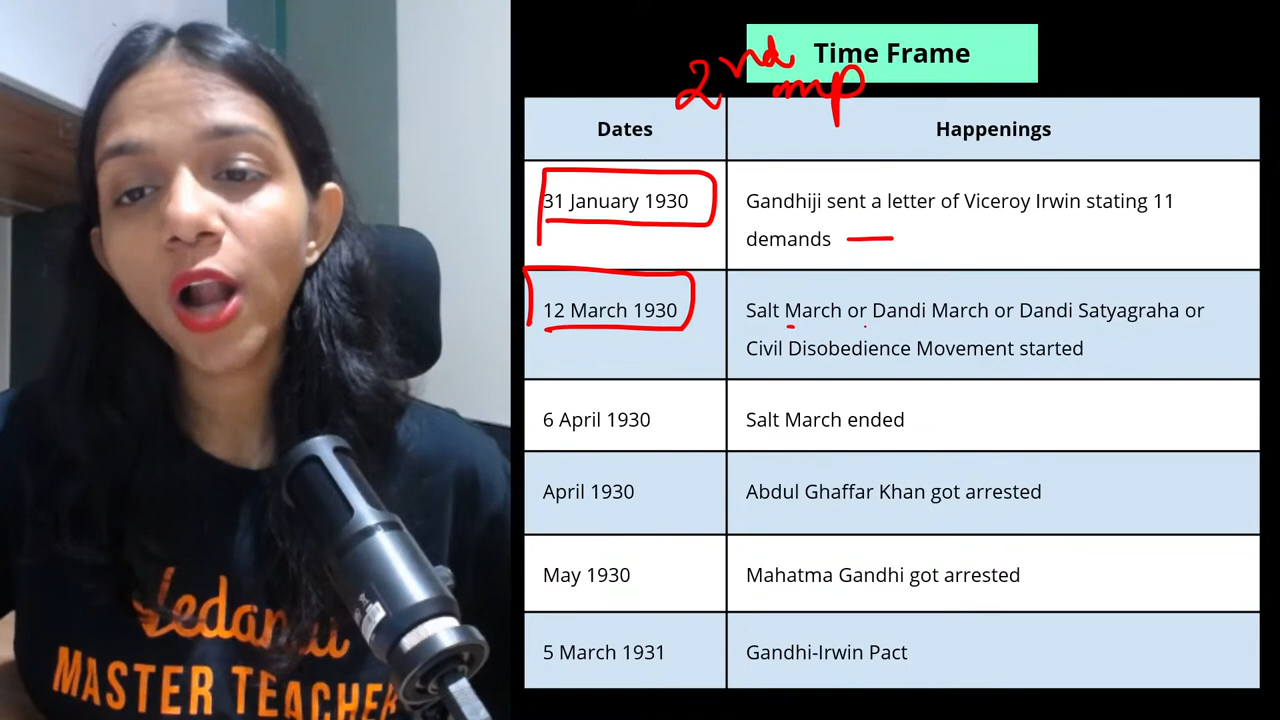 Time Frame
2nd mp
Dates
Happenings
31 January 1930
Gandhiji sent a letter of Viceroy Irwin stating 11
demands
12 March 1930
Salt March or Dandi March or Dandi Satyagraha or
Civil Disobedience Movement started
6 April 1930
Salt March ended
April 1930
Abdul Ghaffar Khan got arrested
May 1930
Mahatma Gandhi got arrested
5 March 1931
Gandhi-Irwin Pact
MASTER TEACHER